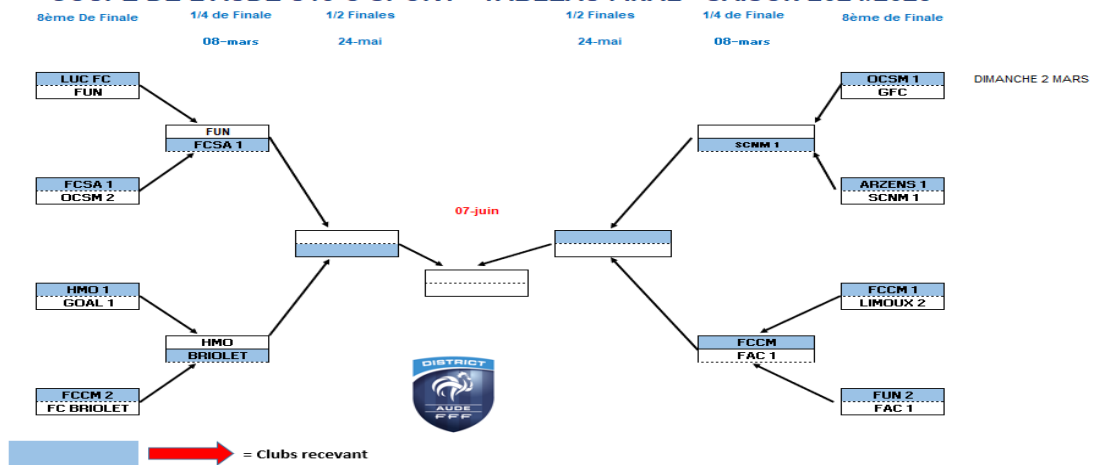 8ème De Finale 1/4 de Finale 1/2 Finales 1/2 Finales 1/4 de Finale 8ème de Finale
08-mars 24-mai 24-mai 08-mars
LUC FC
FUN
OCSM 1
GFC
DIMANCHE 2 MARS
FUN
FCSA 1
SCNM 1
FCSA 1
OCSM 2
ARZENS 1
SCNM 1
07-juin
HMO 1
GOAL 1
FCCM 1
LIMOUX 2
HMO
BRIOLET
FCCM
FAC 1
DISTRICT
AUDE
FFF
FCCM 2
FC BRIOLET
FUN 2
FAC 1
= Clubs recevant